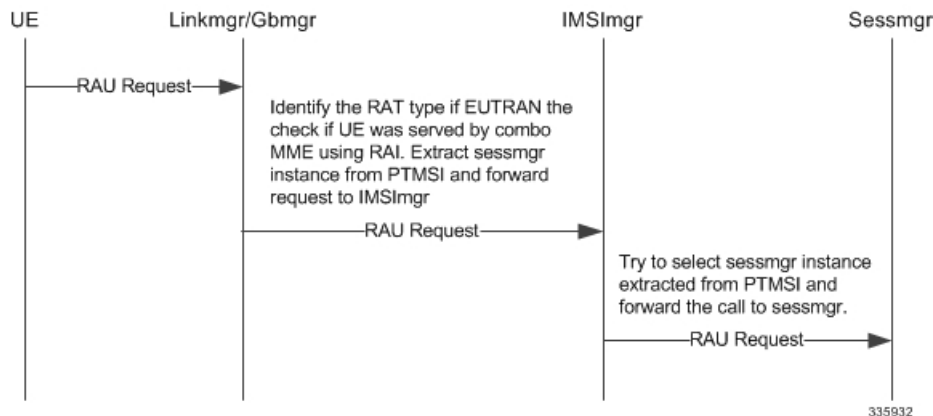 UE
Linkmgr/Gbmgr
IMSImgr
Sessmgr
RAU Request
Identify the RAT type if EUTRAN the
check if UE was served by combo
MME using RAI. Extract sessmgr
instance from PTMSI and forward
request to IMSImgr
RAU Request
Try to select sessmgr instance
extracted from PTMSI and
forward the call to sessmgr.
RAU Request
335932